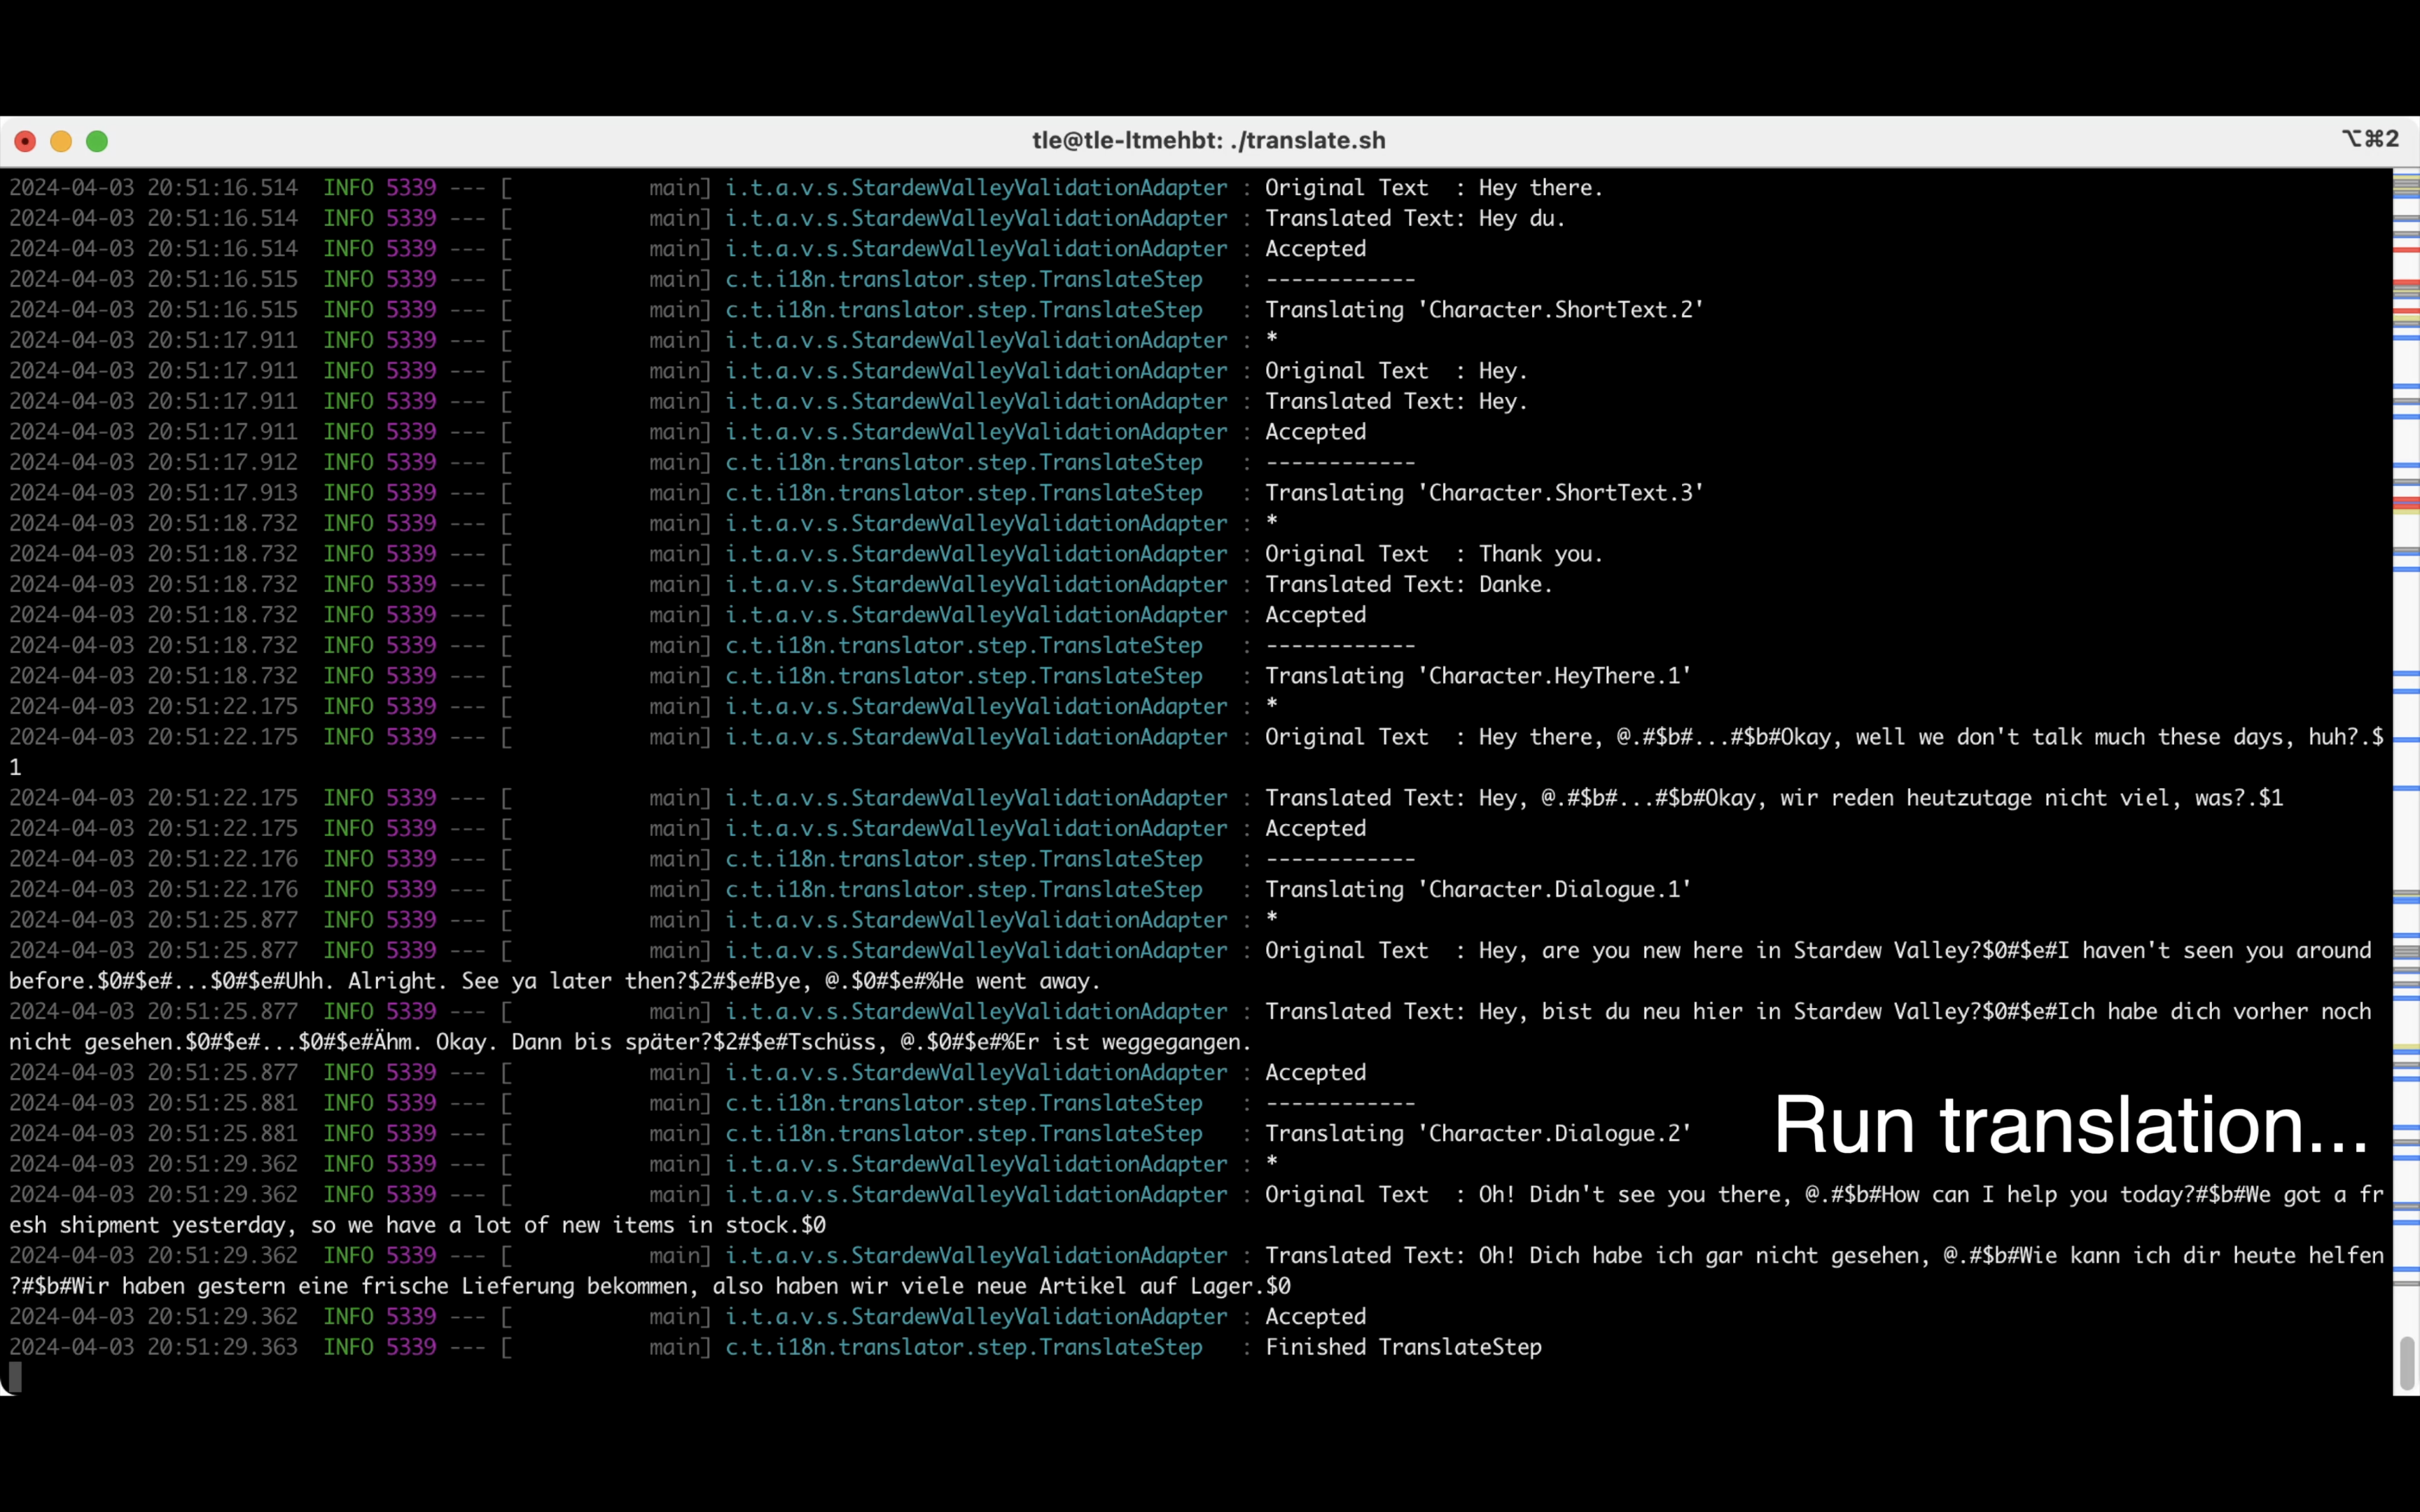 tle@tle-ltmehbt: ./translate.sh
⌥⌘2
2024-04-03 20:51:16.514  INFO 5339 --- [           main] i.t.a.v.s.StardewValleyValidationAdapter : Original Text  : Hey there.
2024-04-03 20:51:16.514  INFO 5339 --- [           main] i.t.a.v.s.StardewValleyValidationAdapter : Translated Text: Hey du.
2024-04-03 20:51:16.514  INFO 5339 --- [           main] i.t.a.v.s.StardewValleyValidationAdapter : Accepted
2024-04-03 20:51:16.515  INFO 5339 --- [           main] c.t.i18n.translator.step.TranslateStep   : ------------
2024-04-03 20:51:16.515  INFO 5339 --- [           main] c.t.i18n.translator.step.TranslateStep   : Translating 'Character.ShortText.2'
2024-04-03 20:51:17.911  INFO 5339 --- [           main] i.t.a.v.s.StardewValleyValidationAdapter : *
2024-04-03 20:51:17.911  INFO 5339 --- [           main] i.t.a.v.s.StardewValleyValidationAdapter : Original Text  : Hey.
2024-04-03 20:51:17.911  INFO 5339 --- [           main] i.t.a.v.s.StardewValleyValidationAdapter : Translated Text: Hey.
2024-04-03 20:51:17.911  INFO 5339 --- [           main] i.t.a.v.s.StardewValleyValidationAdapter : Accepted
2024-04-03 20:51:17.912  INFO 5339 --- [           main] c.t.i18n.translator.step.TranslateStep   : ------------
2024-04-03 20:51:17.913  INFO 5339 --- [           main] c.t.i18n.translator.step.TranslateStep   : Translating 'Character.ShortText.3'
2024-04-03 20:51:18.732  INFO 5339 --- [           main] i.t.a.v.s.StardewValleyValidationAdapter : *
2024-04-03 20:51:18.732  INFO 5339 --- [           main] i.t.a.v.s.StardewValleyValidationAdapter : Original Text  : Thank you.
2024-04-03 20:51:18.732  INFO 5339 --- [           main] i.t.a.v.s.StardewValleyValidationAdapter : Translated Text: Danke.
2024-04-03 20:51:18.732  INFO 5339 --- [           main] i.t.a.v.s.StardewValleyValidationAdapter : Accepted
2024-04-03 20:51:18.732  INFO 5339 --- [           main] c.t.i18n.translator.step.TranslateStep   : ------------
2024-04-03 20:51:18.732  INFO 5339 --- [           main] c.t.i18n.translator.step.TranslateStep   : Translating 'Character.HeyThere.1'
2024-04-03 20:51:22.175  INFO 5339 --- [           main] i.t.a.v.s.StardewValleyValidationAdapter : *
2024-04-03 20:51:22.175  INFO 5339 --- [           main] i.t.a.v.s.StardewValleyValidationAdapter : Original Text  : Hey there, @.#$b#...#$b#Okay, well we don't talk much these days, huh?.$
1
2024-04-03 20:51:22.175  INFO 5339 --- [           main] i.t.a.v.s.StardewValleyValidationAdapter : Translated Text: Hey, @.#$b#...#$b#Okay, wir reden heutzutage nicht viel, was?.$1
2024-04-03 20:51:22.175  INFO 5339 --- [           main] i.t.a.v.s.StardewValleyValidationAdapter : Accepted
2024-04-03 20:51:22.176  INFO 5339 --- [           main] c.t.i18n.translator.step.TranslateStep   : ------------
2024-04-03 20:51:22.176  INFO 5339 --- [           main] c.t.i18n.translator.step.TranslateStep   : Translating 'Character.Dialogue.1'
2024-04-03 20:51:25.877  INFO 5339 --- [           main] i.t.a.v.s.StardewValleyValidationAdapter : *
2024-04-03 20:51:25.877  INFO 5339 --- [           main] i.t.a.v.s.StardewValleyValidationAdapter : Original Text  : Hey, are you new here in Stardew Valley?$0#$e#I haven't seen you around
before.$0#$e#...$0#$e#Uhh. Alright. See ya later then?$2#$e#Bye, @.$0#$e#%He went away.
2024-04-03 20:51:25.877  INFO 5339 --- [           main] i.t.a.v.s.StardewValleyValidationAdapter : Translated Text: Hey, bist du neu hier in Stardew Valley?$0#$e#Ich habe dich vorher noch
nicht gesehen.$0#$e#...$0#$e#Ähm. Okay. Dann bis später?$2#$e#Tschüss, @.$0#$e#%Er ist weggegangen.
2024-04-03 20:51:25.877  INFO 5339 --- [           main] i.t.a.v.s.StardewValleyValidationAdapter : Accepted
2024-04-03 20:51:25.881  INFO 5339 --- [           main] c.t.i18n.translator.step.TranslateStep   : ------------
2024-04-03 20:51:25.881  INFO 5339 --- [           main] c.t.i18n.translator.step.TranslateStep   : Translating 'Character.Dialogue.2'
Run translation...
2024-04-03 20:51:29.362  INFO 5339 --- [           main] i.t.a.v.s.StardewValleyValidationAdapter : *
2024-04-03 20:51:29.362  INFO 5339 --- [           main] i.t.a.v.s.StardewValleyValidationAdapter : Original Text  : Oh! Didn't see you there, @.#$b#How can I help you today?#$b#We got a fr
esh shipment yesterday, so we have a lot of new items in stock.$0
2024-04-03 20:51:29.362  INFO 5339 --- [           main] i.t.a.v.s.StardewValleyValidationAdapter : Translated Text: Oh! Dich habe ich gar nicht gesehen, @.#$b#Wie kann ich dir heute helfen
?#$b#Wir haben gestern eine frische Lieferung bekommen, also haben wir viele neue Artikel auf Lager.$0
2024-04-03 20:51:29.362  INFO 5339 --- [           main] i.t.a.v.s.StardewValleyValidationAdapter : Accepted
2024-04-03 20:51:29.363  INFO 5339 --- [           main] c.t.i18n.translator.step.TranslateStep   : Finished TranslateStep